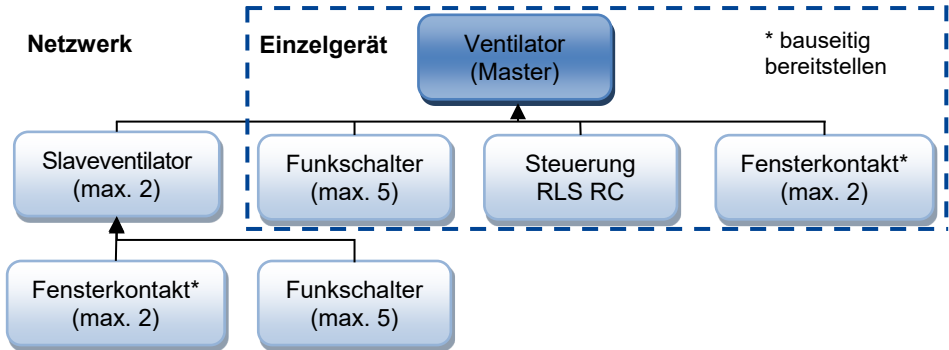 Netzwerk
Einzelgerät
Ventilator
(Master)
* bauseitig
bereitstellen
Slaveventilator
(max. 2)
Funkschalter
(max. 5)
Steuerung
RLS RC
Fensterkontakt*
(max. 2)
Fensterkontakt*
(max. 2)
Funkschalter
(max. 5)